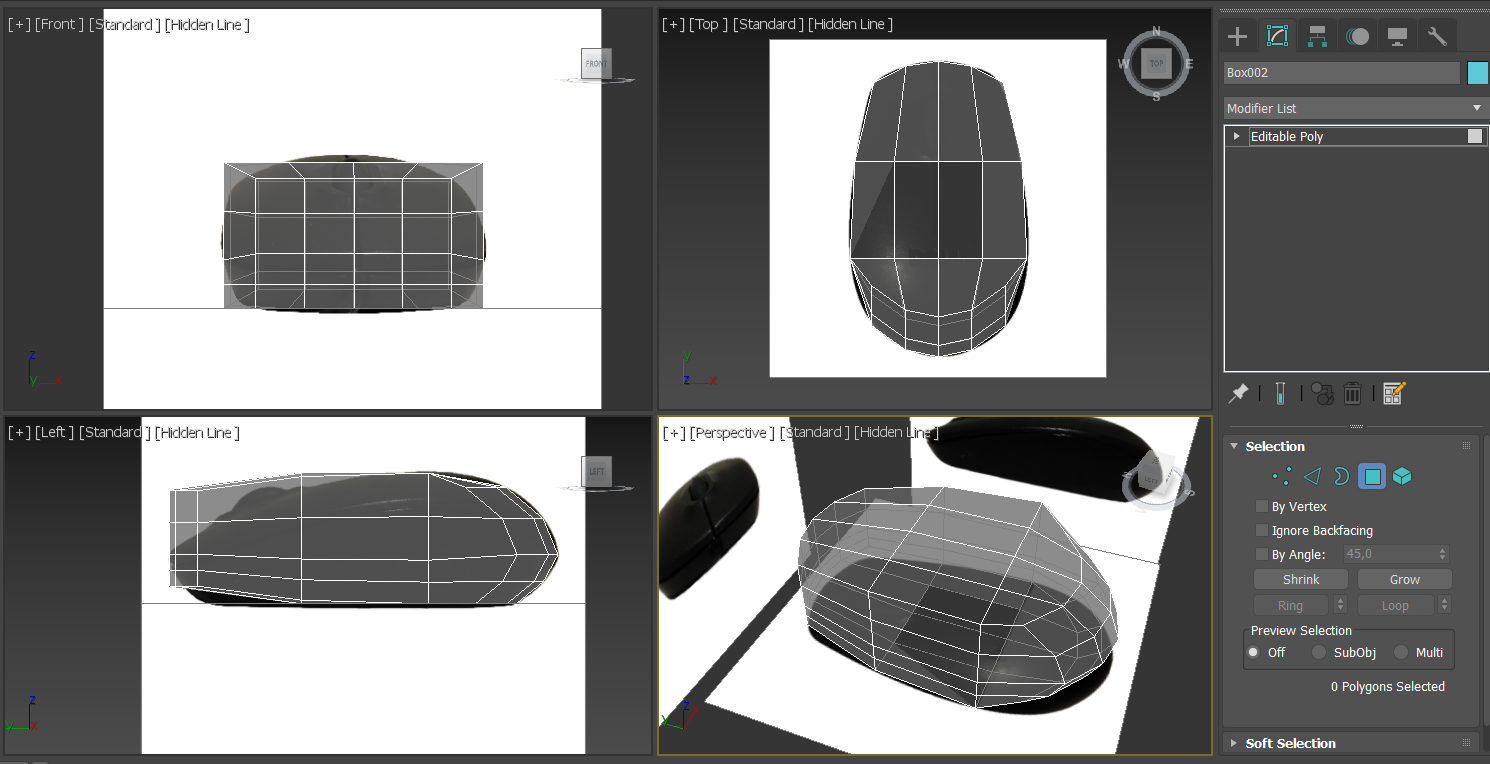 [+] [Front ] [Standard ] [Hidden Line ]
FRONT
z
y x
[+] [Top ] [Standard ] [Hidden Line ]
N
W TOP E
S
y
z x
[+] [Left ] [Standard ] [Hidden Line ]
LEFT
z
y x
[+] [Perspective ] [Standard ] [Hidden Line ]
LEFT
S
z
y x
Box002
Modifier List
Editable Poly
Selection
By Vertex
Ignore Backfacing
By Angle: 45,0
Shrink Grow
Ring Loop
Preview Selection
Off SubObj Multi
0 Polygons Selected
Soft Selection